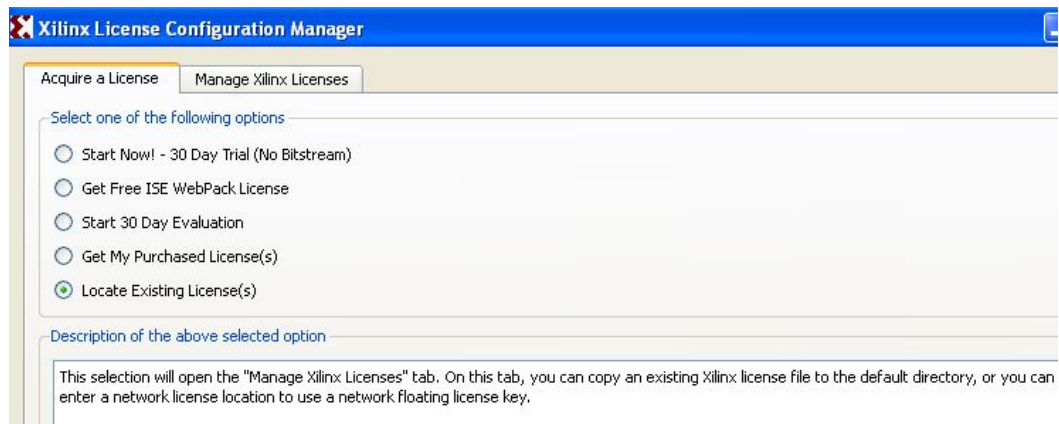 Xilinx License Configuration Manager
Acquire a License
Manage Xilinx Licenses
Select one of the following options
Start Now! - 30 Day Trial (No Bitstream)
Get Free ISE WebPack License
Start 30 Day Evaluation
Get My Purchased License(s)
Locate Existing License(s)
Description of the above selected option
This selection will open the "Manage Xilinx Licenses" tab. On this tab, you can copy an existing Xilinx license file to the default directory, or you can
enter a network license location to use a network floating license key.